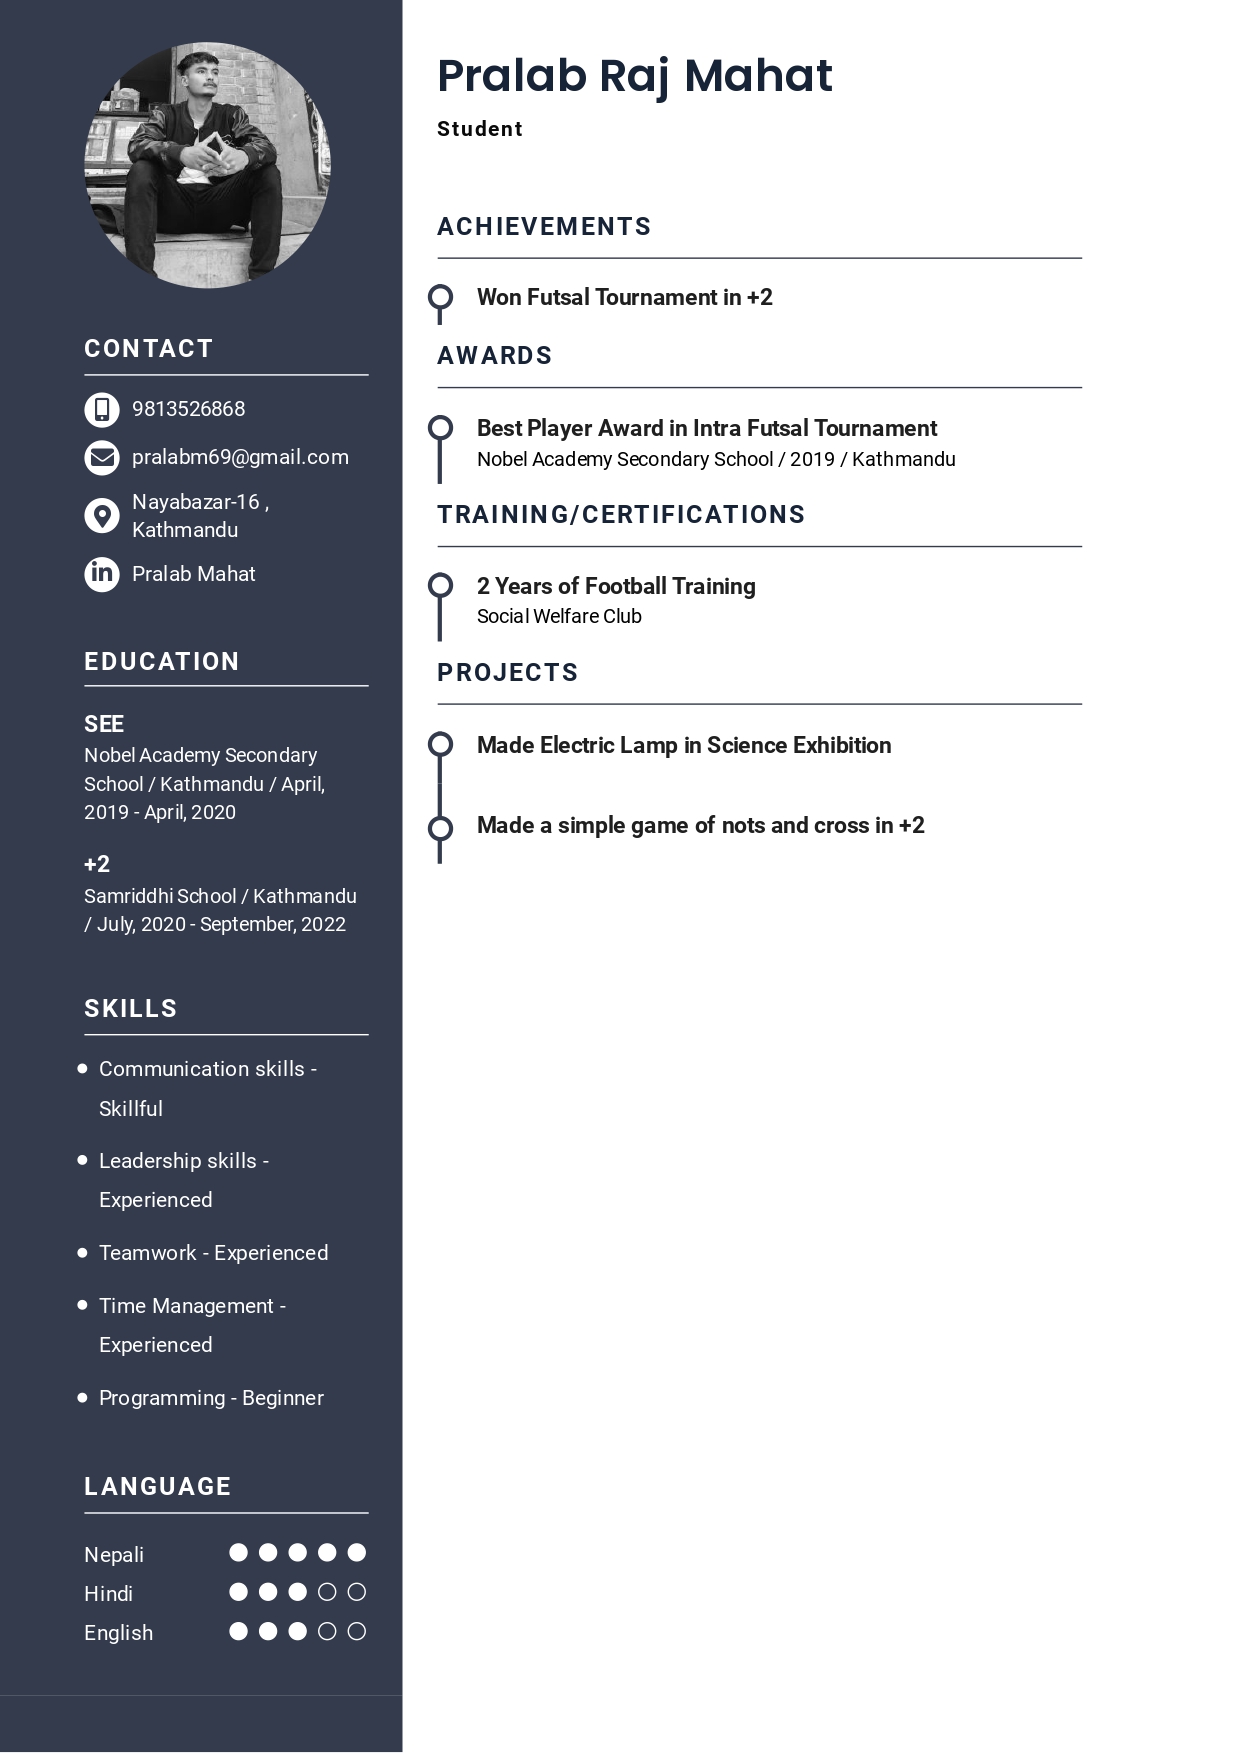 CONTACT
9813526868
pralabm69@gmail.com
Nayabazar-16 ,
Kathmandu
in Pralab Mahat
EDUCATION
SEE
Nobel Academy Secondary
School / Kathmandu / April,
2019 - April, 2020
+2
Samriddhi School / Kathmandu
/ July, 2020 - September, 2022
SKILLS
Communication skills -
Skillful
Leadership skills -
Experienced
Teamwork - Experienced
Time Management -
Experienced
Programming - Beginner
LANGUAGE
Nepali
Hindi
English
Pralab Raj Mahat
Student
ACHIEVEMENTS
Won Futsal Tournament in +2
AWARDS
Best Player Award in Intra Futsal Tournament
Nobel Academy Secondary School / 2019 / Kathmandu
TRAINING/CERTIFICATIONS
2 Years of Football Training
Social Welfare Club
PROJECTS
Made Electric Lamp in Science Exhibition
Made a simple game of nots and cross in +2